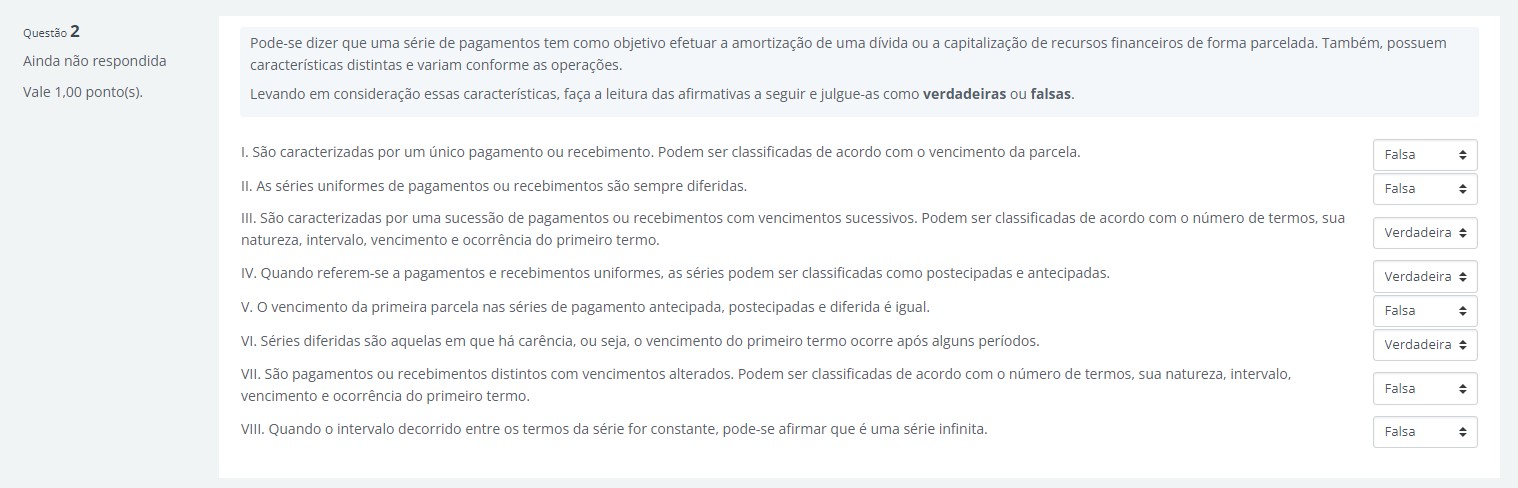 Questão 2
Ainda não respondida
Vale 1,00 ponto(s).
Pode-se dizer que uma série de pagamentos tem como objetivo efetuar a amortização de uma dívida ou a capitalização de recursos financeiros de forma parcelada. Também, possuem
características distintas e variam conforme as operações.
Levando em consideração essas características, faça a leitura das afirmativas a seguir e julgue-as como verdadeiras ou falsas.
I. São caracterizadas por um único pagamento ou recebimento. Podem ser classificadas de acordo com o vencimento da parcela.
Falsa
II. As séries uniformes de pagamentos ou recebimentos são sempre diferidas.
Falsa
III. São caracterizadas por uma sucessão de pagamentos ou recebimentos com vencimentos sucessivos. Podem ser classificadas de acordo com o número de termos, sua
natureza, intervalo, vencimento e ocorrência do primeiro termo.
Verdadeira
IV. Quando referem-se a pagamentos e recebimentos uniformes, as séries podem ser classificadas como postecipadas e antecipadas.
Verdadeira
V. O vencimento da primeira parcela nas séries de pagamento antecipada, postecipadas e diferida é igual.
Falsa
VI. Séries diferidas são aquelas em que há carência, ou seja, o vencimento do primeiro termo ocorre após alguns períodos.
Verdadeira
VII. São pagamentos ou recebimentos distintos com vencimentos alterados. Podem ser classificadas de acordo com o número de termos, sua natureza, intervalo,
vencimento e ocorrência do primeiro termo.
Falsa
VIII. Quando o intervalo decorrido entre os termos da série for constante, pode-se afirmar que é uma série infinita.
Falsa